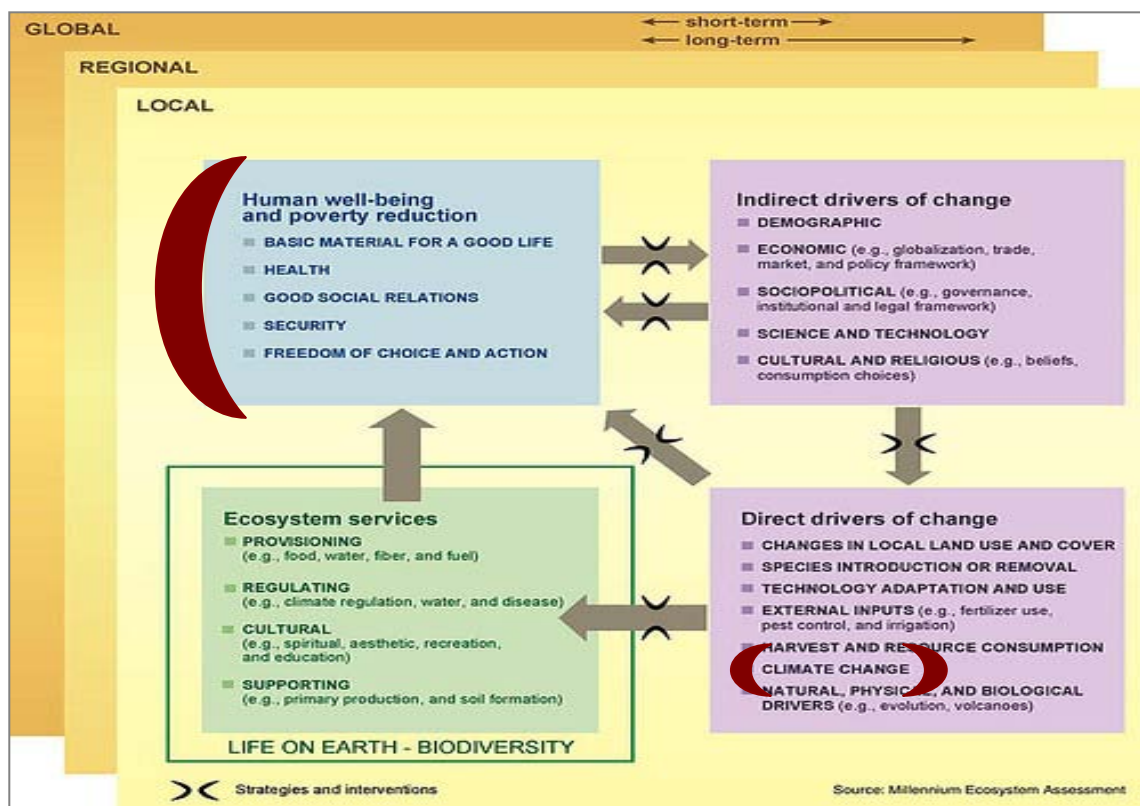 GLOBAL
short-term
long-term
REGIONAL
LOCAL
Human well-being
and poverty reduction
BASIC MATERIAL FOR A GOOD LIFE
HEALTH
GOOD SOCIAL RELATIONS
SECURITY
FREEDOM OF CHOICE AND ACTION
Indirect drivers of change
DEMOGRAPHIC
ECONOMIC (e.g., globalization, trade,
market, and policy framework)
SOCIOPOLITICAL (e.g., governance,
institutional and legal framework)
SCIENCE AND TECHNOLOGY
CULTURAL AND RELIGIOUS (e.g., beliefs,
consumption choices)
Ecosystem services
PROVISIONING
(e.g., food, water, fiber, and fuel)
REGULATING
(e.g., climate regulation, water, and disease)
CULTURAL
(e.g., spiritual, aesthetic, recreation,
and education)
SUPPORTING
(e.g., primary production, and soil formation)
LIFE ON EARTH - BIODIVERSITY
Direct drivers of change
CHANGES IN LOCAL LAND USE AND COVER
SPECIES INTRODUCTION OR REMOVAL
TECHNOLOGY ADAPTATION AND USE
EXTERNAL INPUTS (e.g., fertilizer use,
pest control, and irrigation)
HARVEST AND RESOURCE CONSUMPTION
CLIMATE CHANGE
NATURAL, PHYSICAL, AND BIOLOGICAL
DRIVERS (e.g., evolution, volcanoes)
Strategies and interventions
Source: Millennium Ecosystem Assessment